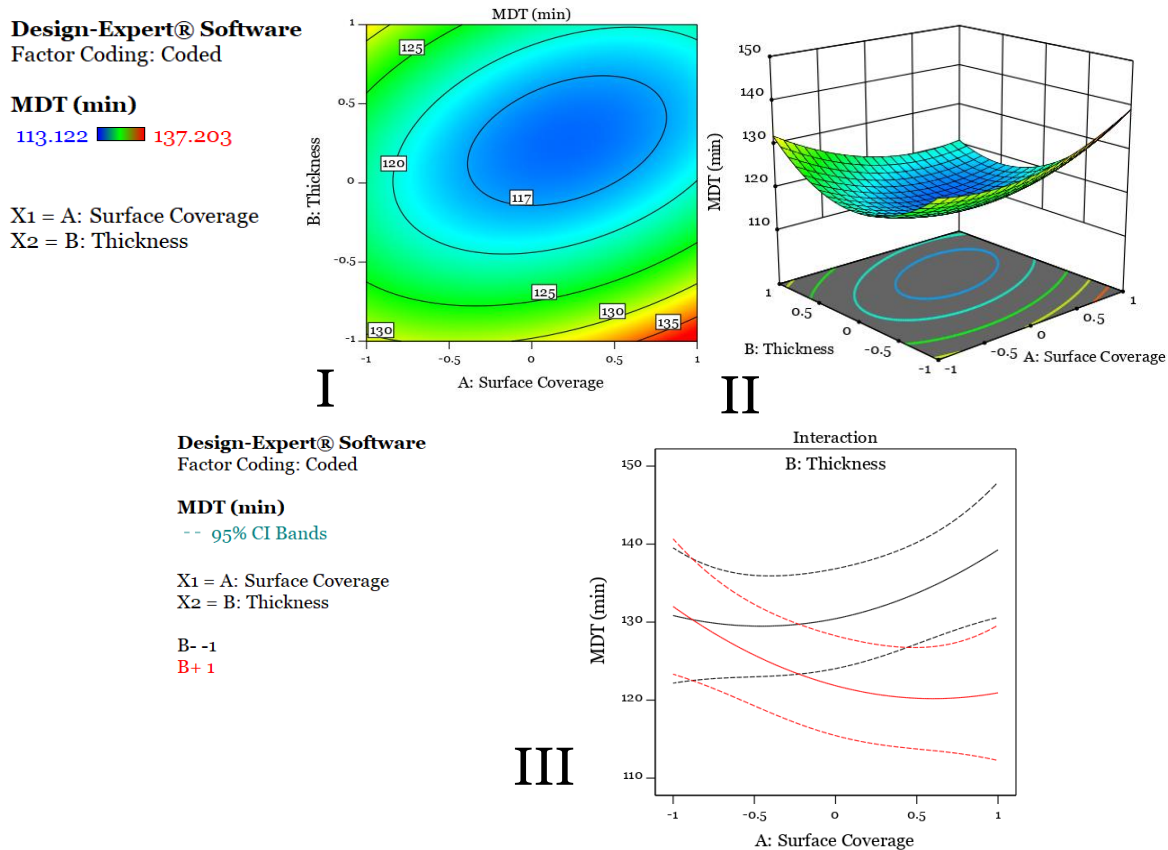 Design-Expert® Software
Factor Coding: Coded
MDT (min)
113.122 137.203
X1 = A: Surface Coverage
X2 = B: Thickness
MDT (min)
1
0.5
0
-0.5
-1
B: Thickness
125
120
117
125
130
130
135
-1 -0.5 0 0.5 1
A: Surface Coverage
I
150
140
130
120
110
MDT (min)
1
0.5
0
-0.5
-1
B: Thickness
-1
-0.5
0
0.5
1
A: Surface Coverage
II
Design-Expert® Software
Factor Coding: Coded
MDT (min)
-- 95% CI Bands
X1 = A: Surface Coverage
X2 = B: Thickness
B- -1
B+ 1
Interaction
B: Thickness
150
140
130
120
110
MDT (min)
-1 -0.5 0 0.5 1
A: Surface Coverage
III